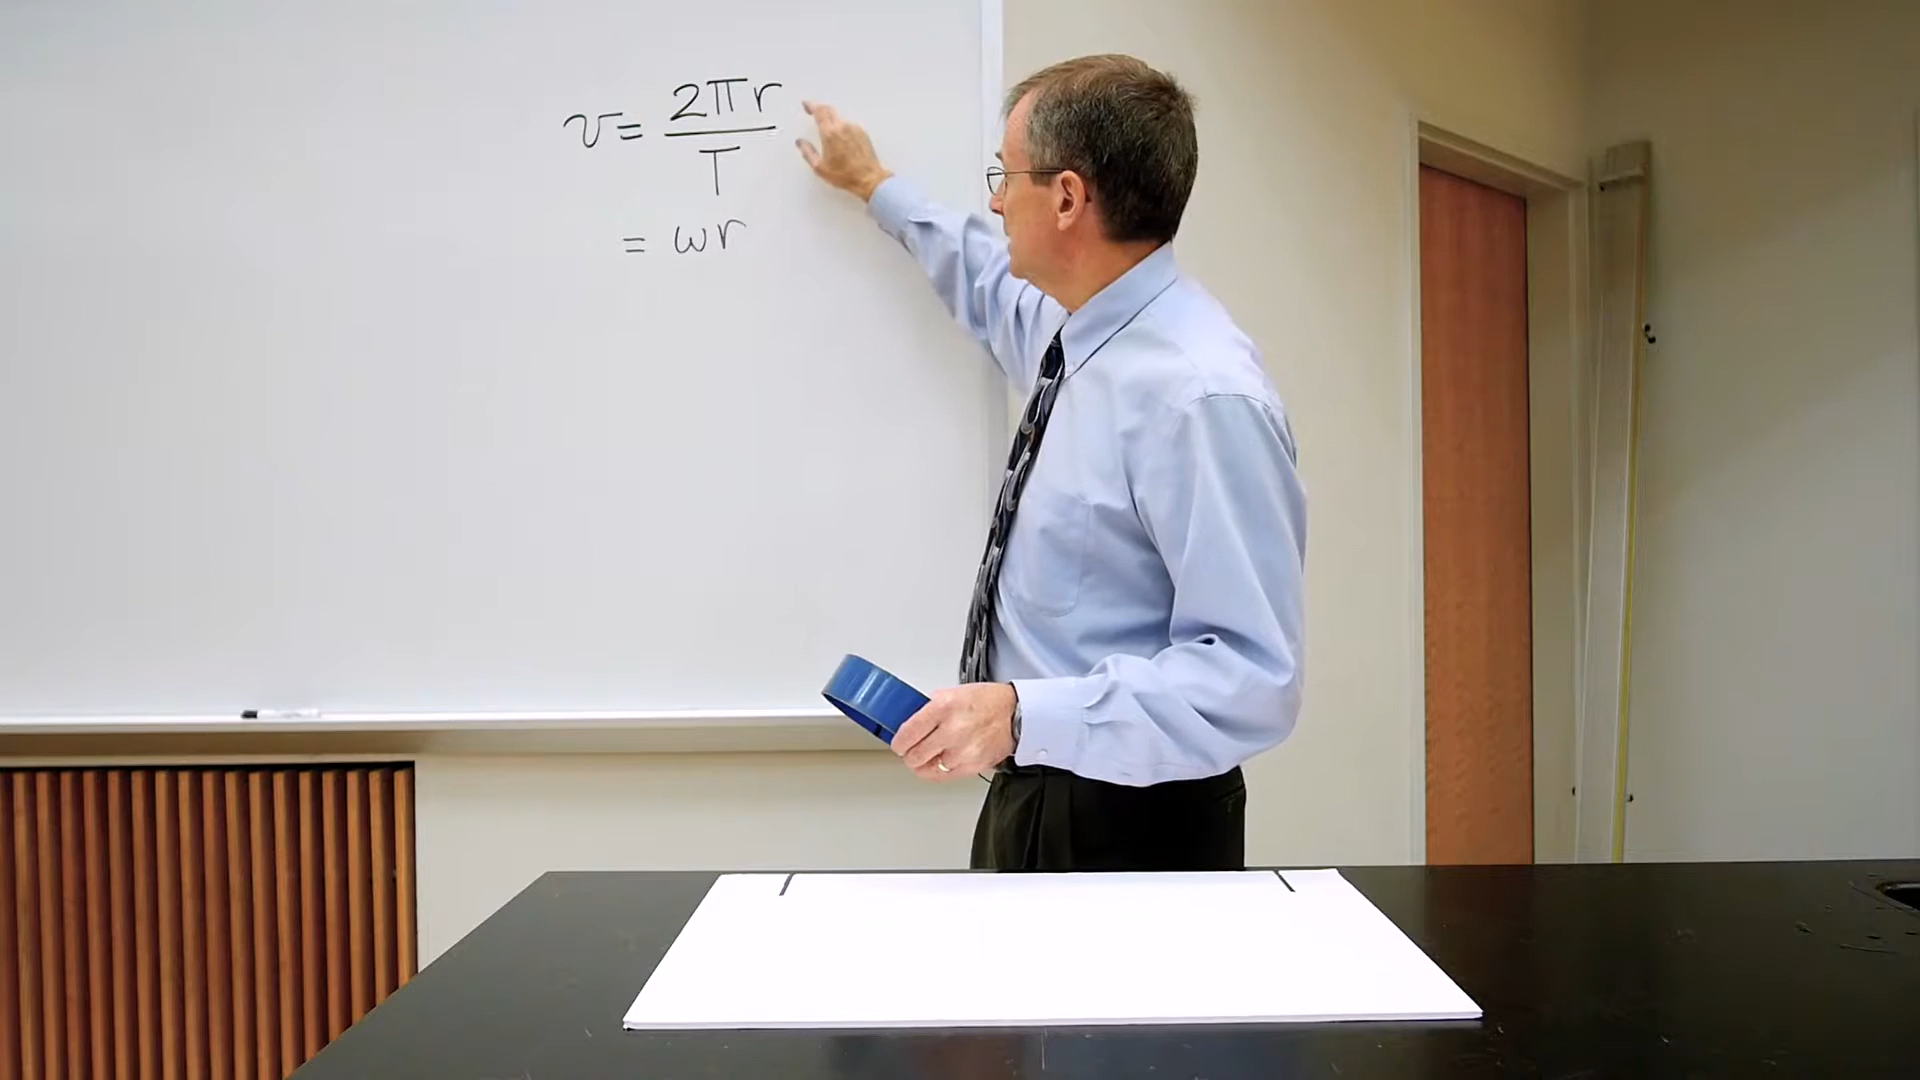 v = 2πr/T
= ωr